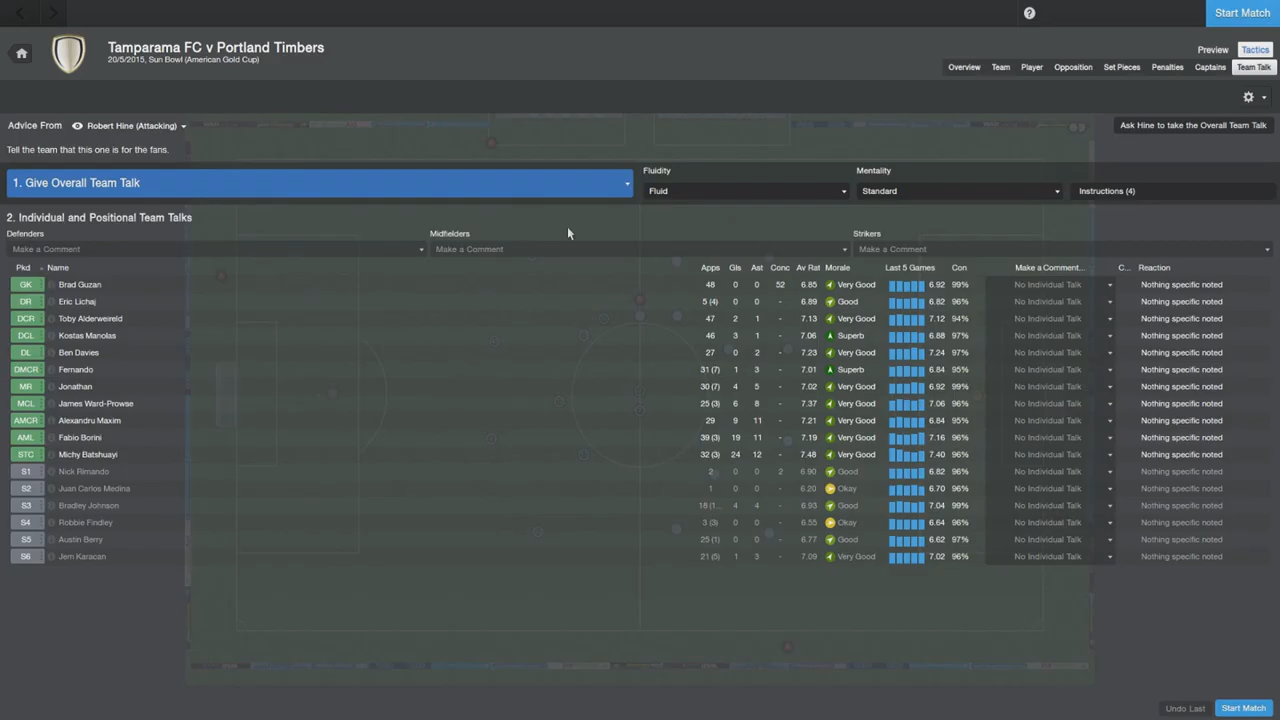 Start Match
Tamparama FC v Portland Timbers
20/5/2015, Sun Bowl (American Gold Cup)
Preview Tactics
Overview Team Player Opposition Set Pieces Penalties Captains Team Talk
Advice From Robert Hine (Attacking) Ask Hine to take the Overall Team Talk
Tell the team that this one is for the fans.
Fluidity Mentality
1. Give Overall Team Talk Fluid Standard Instructions (4)
2. Individual and Positional Team Talks
Defenders Midfielders Strikers
Make a Comment Make a Comment Make a Comment
Pkd Name Apps Gls Ast Conc Av Rat Morale Last 5 Games Con Make a Comment... C... Reaction
GK Brad Guzan 48 0 0 52 6.85 Very Good 6.92 99% No Individual Talk Nothing specific noted
DR Eric Lichaj 5 (4) 0 0 - 6.89 Good 6.82 96% No Individual Talk Nothing specific noted
DCR Toby Alderweireld 47 2 1 - 7.13 Very Good 7.12 94% No Individual Talk Nothing specific noted
DCL Kostas Manolas 46 3 1 - 7.06 Superb 6.88 97% No Individual Talk Nothing specific noted
DL Ben Davies 27 0 2 - 7.23 Very Good 7.24 97% No Individual Talk Nothing specific noted
DMCR Fernando 31 (7) 1 3 - 7.01 Superb 6.84 95% No Individual Talk Nothing specific noted
MR Jonathan 30 (7) 4 5 - 7.02 Very Good 6.92 99% No Individual Talk Nothing specific noted
MCL James Ward-Prowse 25 (3) 6 8 - 7.37 Very Good 7.06 96% No Individual Talk Nothing specific noted
AMCR Alexandru Maxim 29 9 11 - 7.21 Very Good 6.84 95% No Individual Talk Nothing specific noted
AML Fabio Borini 39 (3) 19 11 - 7.19 Very Good 7.16 96% No Individual Talk Nothing specific noted
STC Michy Batshuayi 32 (3) 24 12 - 7.48 Very Good 7.40 96% No Individual Talk Nothing specific noted
S1 Nick Rimando 2 0 0 2 6.90 Good 6.82 96% No Individual Talk Nothing specific noted
S2 Juan Carlos Medina 1 0 0 - 6.20 Okay 6.70 96% No Individual Talk Nothing specific noted
S3 Bradley Johnson 18 (1... 4 4 - 6.93 Good 7.04 99% No Individual Talk Nothing specific noted
S4 Robbie Findley 3 (3) 0 0 - 6.55 Okay 6.64 96% No Individual Talk Nothing specific noted
S5 Austin Berry 25 (1) 0 0 - 6.77 Good 6.62 97% No Individual Talk Nothing specific noted
S6 Jem Karacan 21 (5) 1 3 - 7.09 Very Good 7.02 96% No Individual Talk Nothing specific noted
Undo Last Start Match